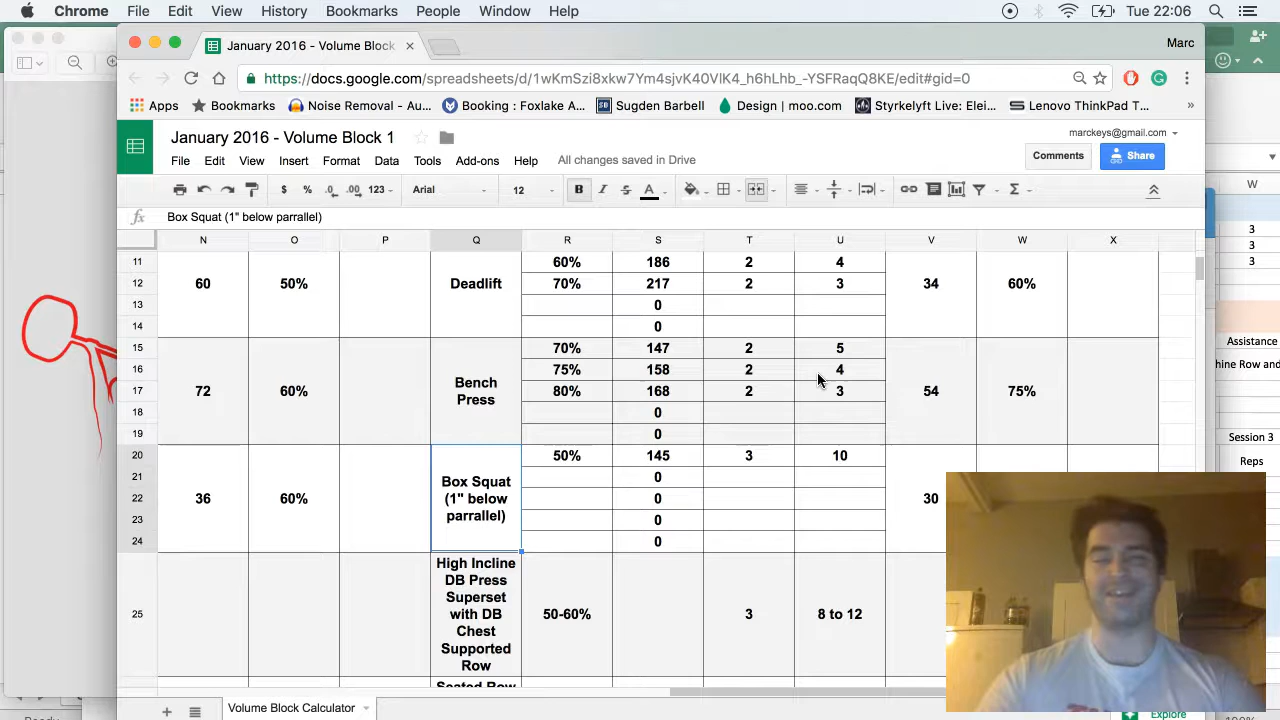 Chrome File Edit View History Bookmarks People Window Help Tue 22:06
January 2016 - Volume Block Marc
https://docs.google.com/spreadsheets/d/1wKmSzi8xkw7Ym4sjvK40VlK4_h6hLhb_-YSFRaqQ8KE/edit#gid=0
Apps Bookmarks Noise Removal - Au... Booking : Foxlake A... Sugden Barbell Design | moo.com Styrkelyft Live: Elei... Lenovo ThinkPad T... »
January 2016 - Volume Block 1 marckeys@gmail.com
File Edit View Insert Format Data Tools Add-ons Help All changes saved in Drive Comments Share
$ % .0 .00 123 Arial 12 B I S A Σ
fx Box Squat (1" below parrallel)
N O P Q R S T U V W X
11 60% 186 2 4
12 60 50% Deadlift 70% 217 2 3 34 60%
13 0
14 0
15 70% 147 2 5
16 75% 158 2 4
17 72 60% Bench Press 80% 168 2 3 54 75%
18 0
19 0
20 50% 145 3 10
21 0
22 36 60% Box Squat (1" below parrallel) 0 30
23 0
24 0
25 High Incline DB Press Superset with DB Chest Supported Row 50-60% 3 8 to 12
Seated Row
Volume Block Calculator
Explore
W
3
3
3
Assistance
hine Row and
Session 3
Reps